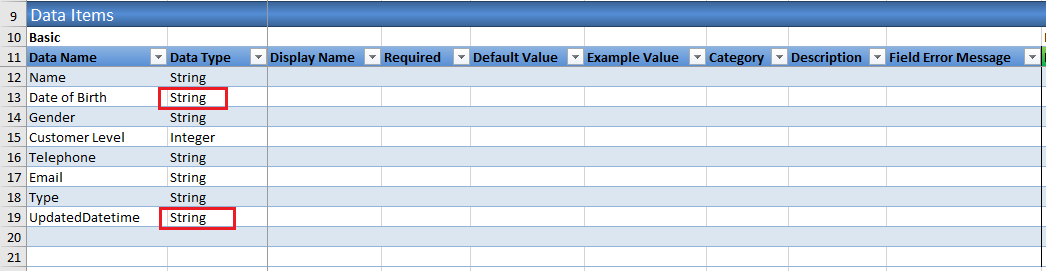 9 Data Items
10 Basic
11 Data Name Data Type Display Name Required Default Value Example Value Category Description Field Error Message
12 Name String
13 Date of Birth String
14 Gender String
15 Customer Level Integer
16 Telephone String
17 Email String
18 Type String
19 UpdatedDatetime String
20
21